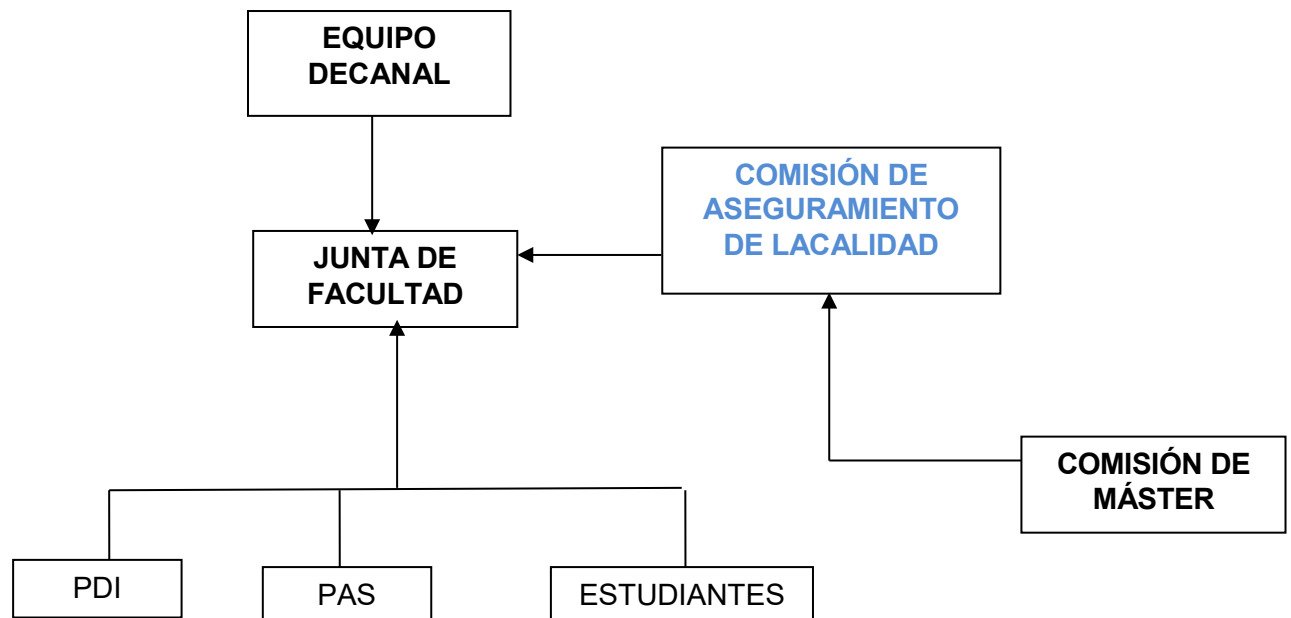 EQUIPO
DECANAL
COMISIÓN DE
ASEGURAMIENTO
DE LACALIDAD
JUNTA DE
FACULTAD
COMISIÓN DE
MÁSTER
PDI
PAS
ESTUDIANTES